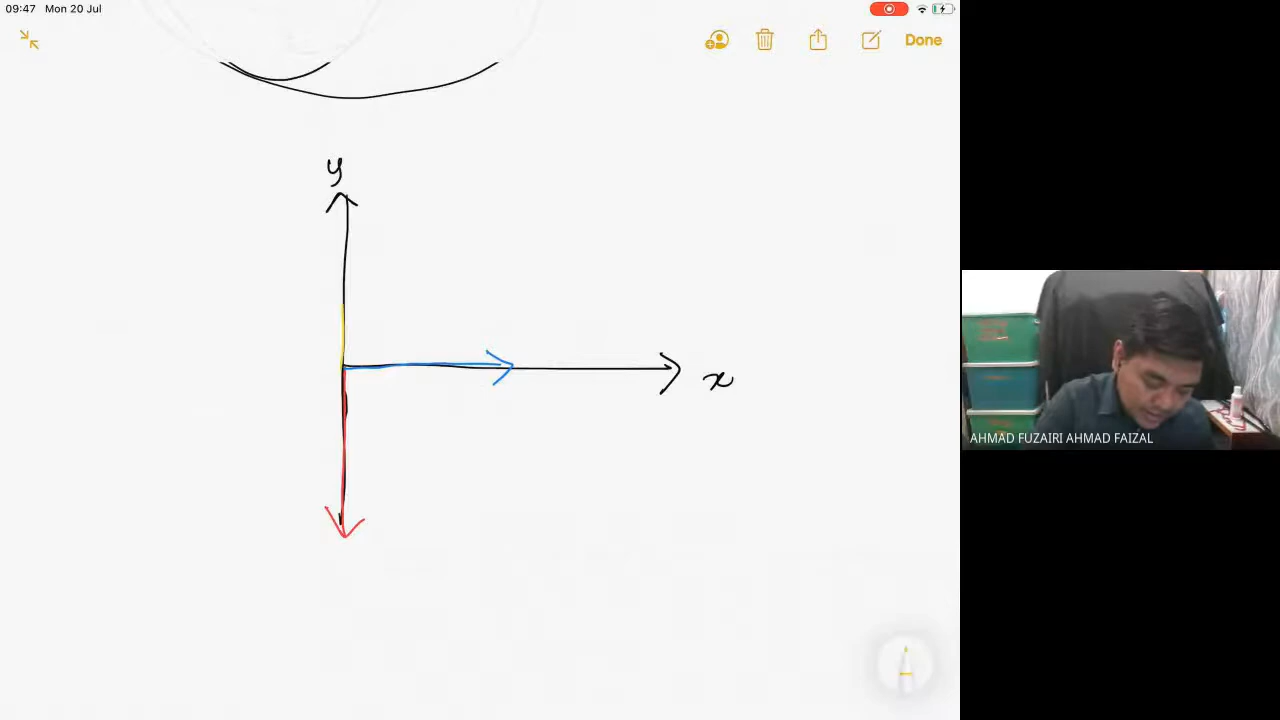 09:47 Mon 20 Jul
Done
y
x
AHMAD FUZAIRI AHMAD FAIZAL